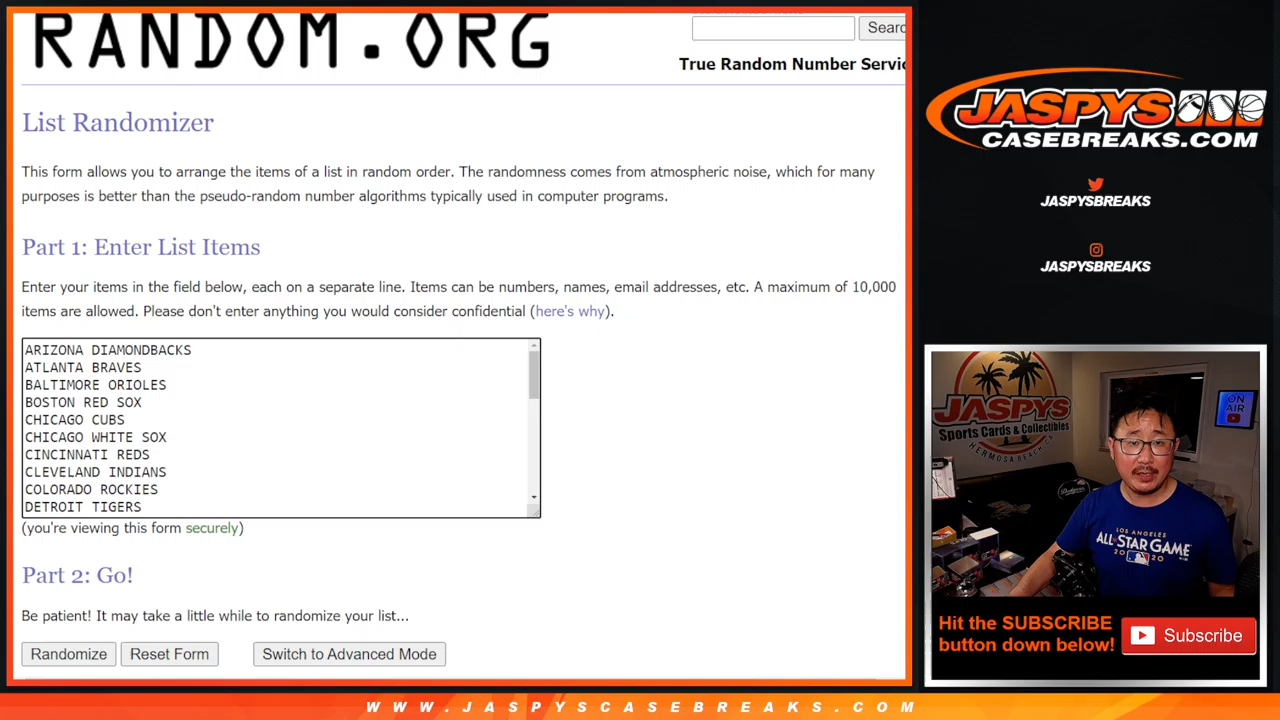 RANDOM.ORG
Searc
True Random Number Servic
List Randomizer
This form allows you to arrange the items of a list in random order. The randomness comes from atmospheric noise, which for many
purposes is better than the pseudo-random number algorithms typically used in computer programs.
Part 1: Enter List Items
Enter your items in the field below, each on a separate line. Items can be numbers, names, email addresses, etc. A maximum of 10,000
items are allowed. Please don't enter anything you would consider confidential (here's why).
ARIZONA DIAMONDBACKS
ATLANTA BRAVES
BALTIMORE ORIOLES
BOSTON RED SOX
CHICAGO CUBS
CHICAGO WHITE SOX
CINCINNATI REDS
CLEVELAND INDIANS
COLORADO ROCKIES
DETROIT TIGERS
(you're viewing this form securely)
Part 2: Go!
Be patient! It may take a little while to randomize your list...
Randomize
Reset Form
Switch to Advanced Mode
JASPYS
CASEBREAKS.COM
JASPYSBREAKS
JASPYSBREAKS
JASPYS
Sports Cards & Collectibles
HERMOSA BEACH, CA
ON
AIR
Dodgers
LOS ANGELES
ALL STAR GAME
2020
Hit the SUBSCRIBE
button down below!
Subscribe
WWW.JASPYSCASEBREAKS.COM